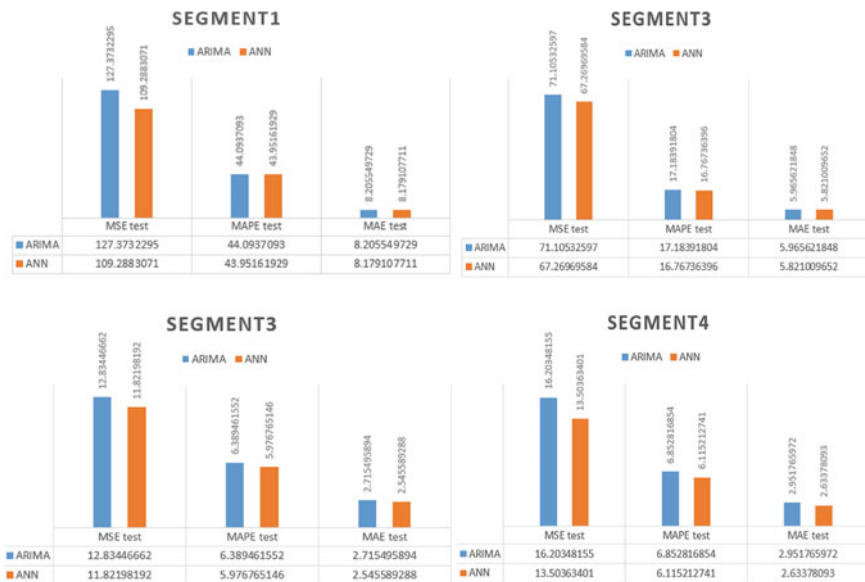 SEGMENT1
ARIMA ANN
127.3732295
109.2883071
44.0937093
43.95161929
8.205549729
8.179107711
MSE test MAPE test MAE test
ARIMA 127.3732295 44.0937093 8.205549729
ANN 109.2883071 43.95161929 8.179107711
SEGMENT3
ARIMA ANN
71.10532597
67.26969584
17.18391804
16.76736396
5.965621848
5.821009652
MSE test MAPE test MAE test
ARIMA 71.10532597 17.18391804 5.965621848
ANN 67.26969584 16.76736396 5.821009652
SEGMENT3
ARIMA ANN
12.83446662
11.82198192
6.389461552
5.976765146
2.715495894
2.545589288
MSE test MAPE test MAE test
ARIMA 12.83446662 6.389461552 2.715495894
ANN 11.82198192 5.976765146 2.545589288
SEGMENT4
ARIMA ANN
16.20348155
13.50363401
6.852816854
6.115212741
2.951765972
2.63378093
MSE test MAPE test MAE test
ARIMA 16.20348155 6.852816854 2.951765972
ANN 13.50363401 6.115212741 2.63378093